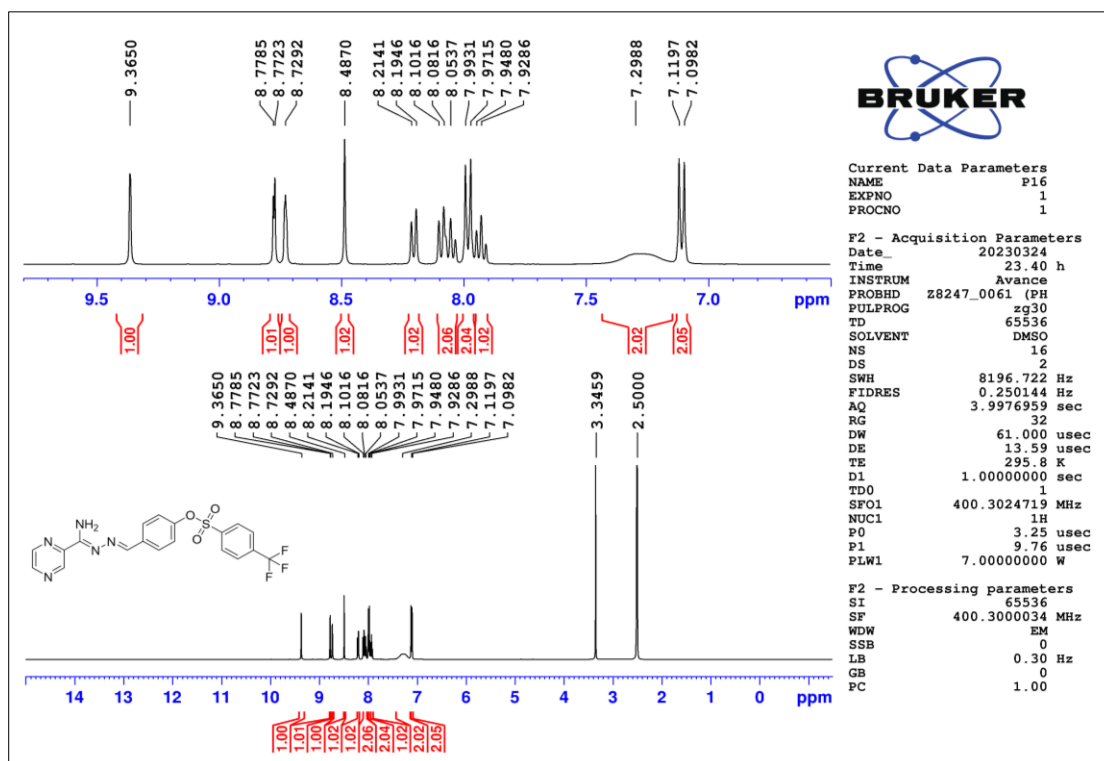 9.3650
8.7785
8.7723
8.7292
8.4870
8.2141
8.1946
8.1016
8.0816
8.0537
7.9931
7.9715
7.9480
7.9286
7.2988
7.1197
7.0982
9.5 9.0 8.5 8.0 7.5 7.0 ppm
1.00 1.01 1.00 1.02 1.02 2.06 2.04 1.02 2.02 2.05
9.3650
8.7785
8.7723
8.7292
8.4870
8.2141
8.1946
8.1016
8.0816
8.0537
7.9931
7.9715
7.9480
7.9286
7.2988
7.1197
7.0982
3.3459
2.5000
NH2
N
N
N
N
O
O
S
O
F
F
F
14 13 12 11 10 9 8 7 6 5 4 3 2 1 0 ppm
1.00 1.01 1.00 1.02 1.02 2.06 2.04 1.02 2.02 2.05
BRUKER
Current Data Parameters
NAME P16
EXPNO 1
PROCNO 1
F2 - Acquisition Parameters
Date_ 20230324
Time 23.40 h
INSTRUM Avance
PROBHD Z8247_0061 (PH
PULPROG zg30
TD 65536
SOLVENT DMSO
NS 16
DS 2
SWH 8196.722 Hz
FIDRES 0.250144 Hz
AQ 3.9976959 sec
RG 32
DW 61.000 usec
DE 13.59 usec
TE 295.8 K
D1 1.00000000 sec
TD0 1
SFO1 400.3024719 MHz
NUC1 1H
P0 3.25 usec
P1 9.76 usec
PLW1 7.00000000 W
F2 - Processing parameters
SI 65536
SF 400.3000034 MHz
WDW EM
SSB 0
LB 0.30 Hz
GB 0
PC 1.00